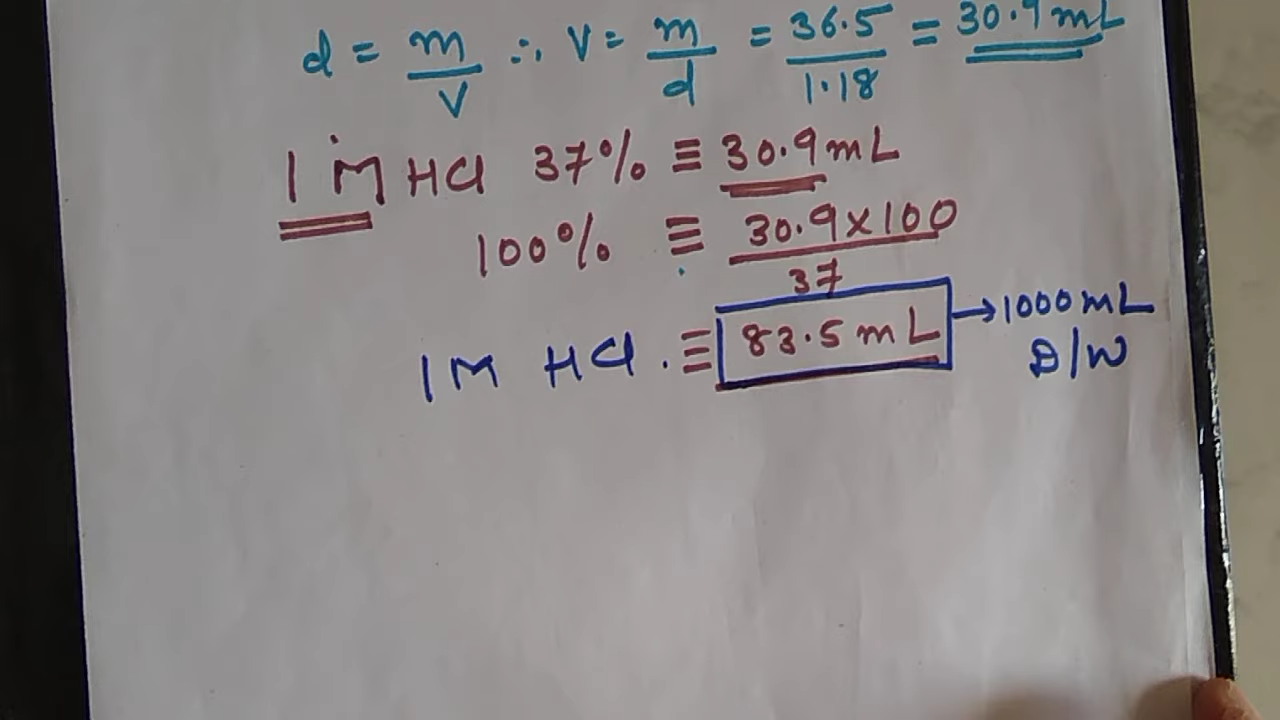 d = m/V ∴ V = m/d = 36.5/1.18 = 30.9 mL
1 M HCl 37% ≡ 30.9 mL
100% ≡ 30.9 x 100 / 37
1 M HCl. ≡ 83.5 mL → 1000 mL
D/W